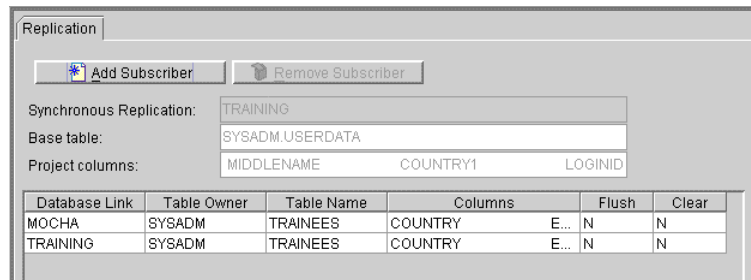 Replication
Add Subscriber Remove Subscriber
Synchronous Replication: TRAINING
Base table: SYSADM.USERDATA
Project columns: MIDDLENAME COUNTRY1 LOGINID
Database Link Table Owner Table Name Columns Flush Clear
MOCHA SYSADM TRAINEES COUNTRY E... N N
TRAINING SYSADM TRAINEES COUNTRY E... N N